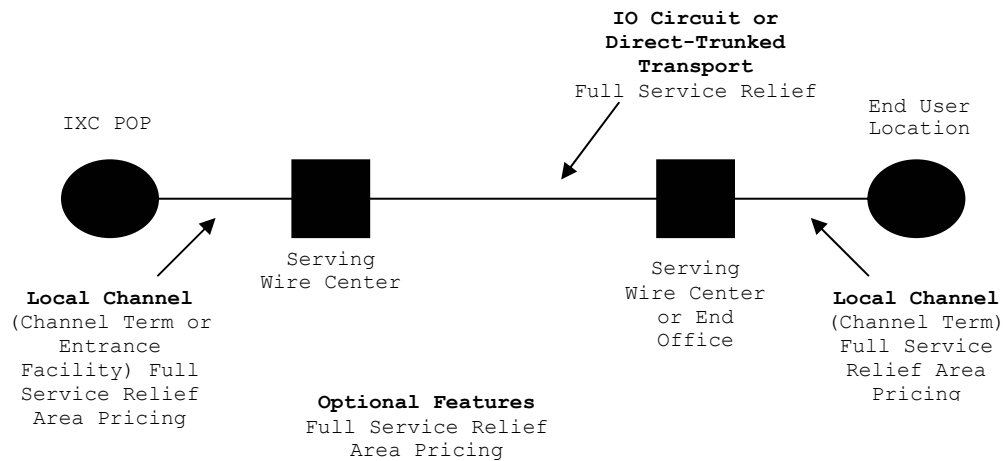 IO Circuit or
Direct-Trunked
Transport
Full Service Relief
IXC POP
End User
Location
Serving
Wire Center
Serving
Wire Center
or End
Office
Local Channel
(Channel Term or
Entrance
Facility) Full
Service Relief
Area Pricing
Local Channel
(Channel Term)
Full Service
Relief Area
Pricing
Optional Features
Full Service Relief
Area Pricing